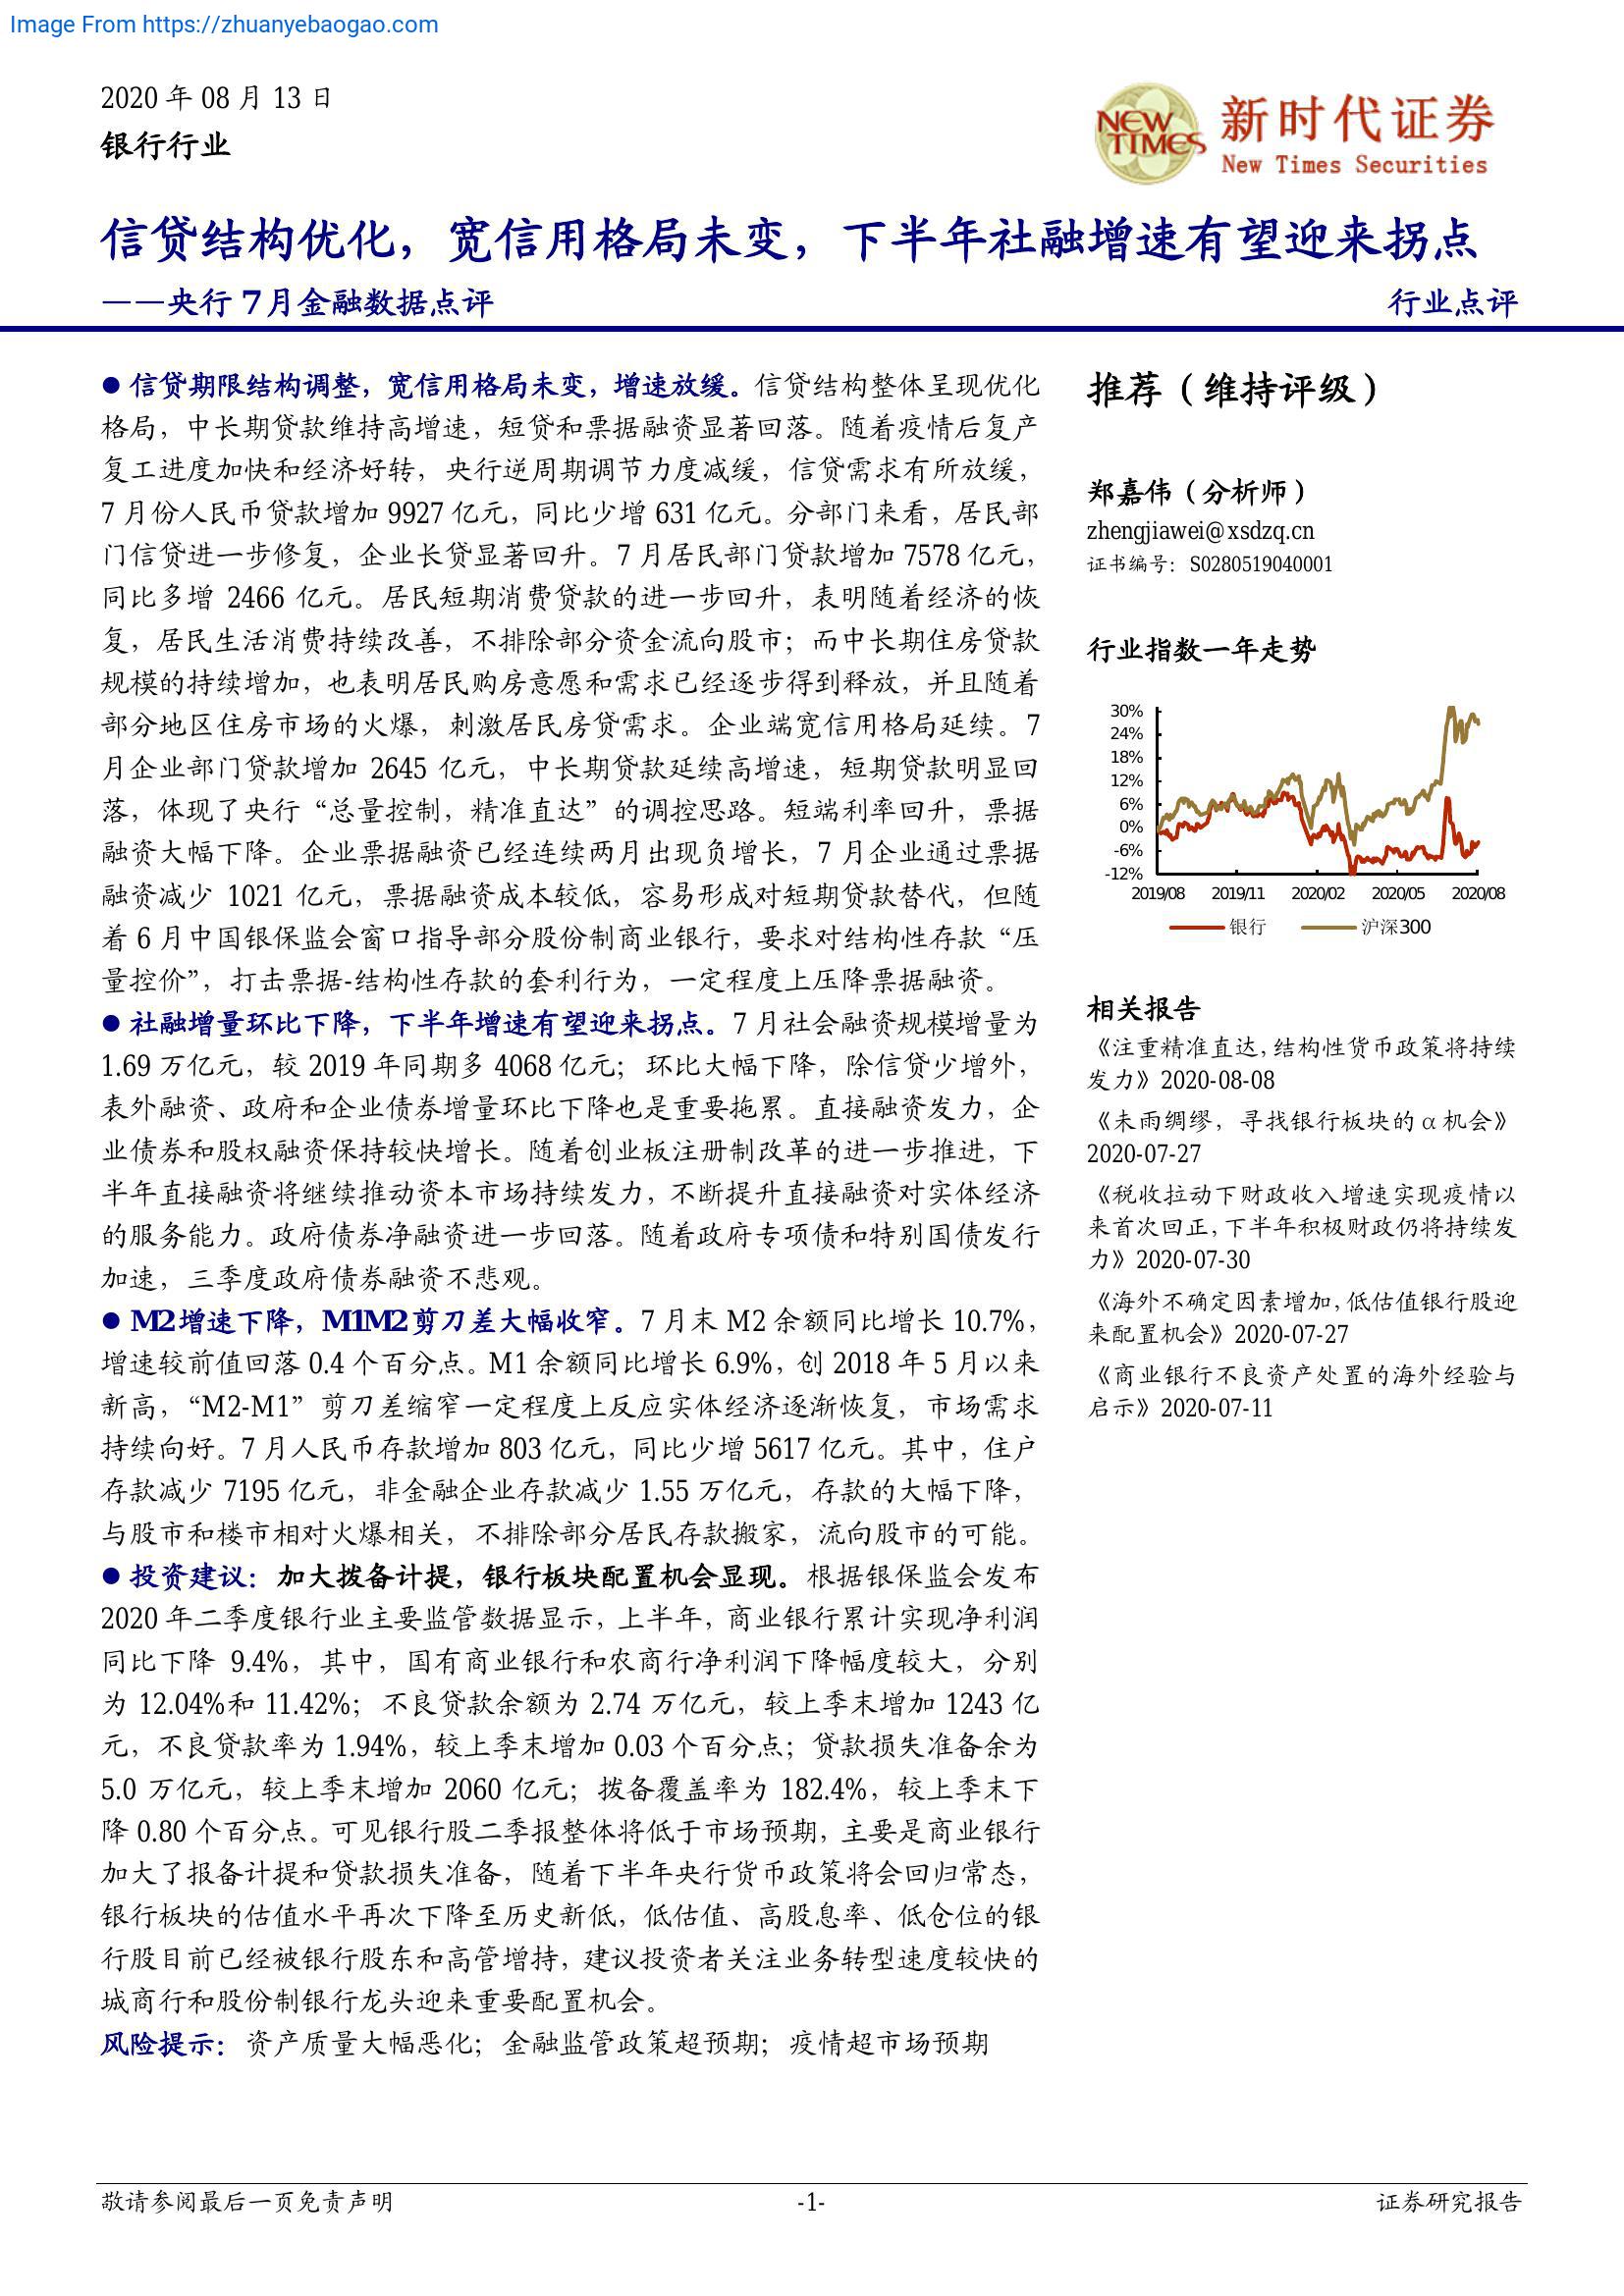 Image From https://zhuanyebaogao.com
2020 年 08 月 13 日
银行行业
NEW TIMES
新时代证券
New Times Securities
信贷结构优化，宽信用格局未变，下半年社融增速有望迎来拐点
——央行 7 月金融数据点评
行业点评
● 信贷期限结构调整，宽信用格局未变，增速放缓。信贷结构整体呈现优化
格局，中长期贷款维持高增速，短贷和票据融资显著回落。随着疫情后复产
复工进度加快和经济好转，央行逆周期调节力度减缓，信贷需求有所放缓，
7 月份人民币贷款增加 9927 亿元，同比少增 631 亿元。分部门来看，居民部
门信贷进一步修复，企业长贷显著回升。7 月居民部门贷款增加 7578 亿元，
同比多增 2466 亿元。居民短期消费贷款的进一步回升，表明随着经济的恢
复，居民生活消费持续改善，不排除部分资金流向股市；而中长期住房贷款
规模的持续增加，也表明居民购房意愿和需求已经逐步得到释放，并且随着
部分地区住房市场的火爆，刺激居民房贷需求。企业端宽信用格局延续。7
月企业部门贷款增加 2645 亿元，中长期贷款延续高增速，短期贷款明显回
落，体现了央行“总量控制，精准直达”的调控思路。短端利率回升，票据
融资大幅下降。企业票据融资已经连续两月出现负增长，7 月企业通过票据
融资减少 1021 亿元，票据融资成本较低，容易形成对短期贷款替代，但随
着 6 月中国银保监会窗口指导部分股份制商业银行，要求对结构性存款“压
量控价”，打击票据-结构性存款的套利行为，一定程度上压降票据融资。
● 社融增量环比下降，下半年增速有望迎来拐点。7 月社会融资规模增量为
1.69 万亿元，较 2019 年同期多 4068 亿元；环比大幅下降，除信贷少增外，
表外融资、政府和企业债券增量环比下降也是重要拖累。直接融资发力，企
业债券和股权融资保持较快增长。随着创业板注册制改革的进一步推进，下
半年直接融资将继续推动资本市场持续发力，不断提升直接融资对实体经济
的服务能力。政府债券净融资进一步回落。随着政府专项债和特别国债发行
加速，三季度政府债券融资不悲观。
● M2 增速下降，M1M2 剪刀差大幅收窄。7 月末 M2 余额同比增长 10.7%，
增速较前值回落 0.4 个百分点。M1 余额同比增长 6.9%，创 2018 年 5 月以来
新高，“M2-M1”剪刀差缩窄一定程度上反应实体经济逐渐恢复，市场需求
持续向好。7 月人民币存款增加 803 亿元，同比少增 5617 亿元。其中，住户
存款减少 7195 亿元，非金融企业存款减少 1.55 万亿元，存款的大幅下降，
与股市和楼市相对火爆相关，不排除部分居民存款搬家，流向股市的可能。
● 投资建议：加大拨备计提，银行板块配置机会显现。根据银保监会发布
2020 年二季度银行业主要监管数据显示，上半年，商业银行累计实现净利润
同比下降 9.4%，其中，国有商业银行和农商行净利润下降幅度较大，分别
为 12.04%和 11.42%；不良贷款余额为 2.74 万亿元，较上季末增加 1243 亿
元，不良贷款率为 1.94%，较上季末增加 0.03 个百分点；贷款损失准备余为
5.0 万亿元，较上季末增加 2060 亿元；拨备覆盖率为 182.4%，较上季末下
降 0.80 个百分点。可见银行股二季报整体将低于市场预期，主要是商业银行
加大了报备计提和贷款损失准备，随着下半年央行货币政策将会回归常态，
银行板块的估值水平再次下降至历史新低，低估值、高股息率、低仓位的银
行股目前已经被银行股东和高管增持，建议投资者关注业务转型速度较快的
城商行和股份制银行龙头迎来重要配置机会。
风险提示：资产质量大幅恶化；金融监管政策超预期；疫情超市场预期
推荐（维持评级）
郑嘉伟（分析师）
zhengjiawei@xsdzq.cn
证书编号：S0280519040001
行业指数一年走势
30%
24%
18%
12%
6%
0%
-6%
-12%
2019/08 2019/11 2020/02 2020/05 2020/08
银行 沪深300
相关报告
《注重精准直达,结构性货币政策将持续
发力》2020-08-08
《未雨绸缪，寻找银行板块的 α 机会》
2020-07-27
《税收拉动下财政收入增速实现疫情以
来首次回正,下半年积极财政仍将持续发
力》2020-07-30
《海外不确定因素增加,低估值银行股迎
来配置机会》2020-07-27
《商业银行不良资产处置的海外经验与
启示》2020-07-11
敬请参阅最后一页免责声明
-1-
证券研究报告